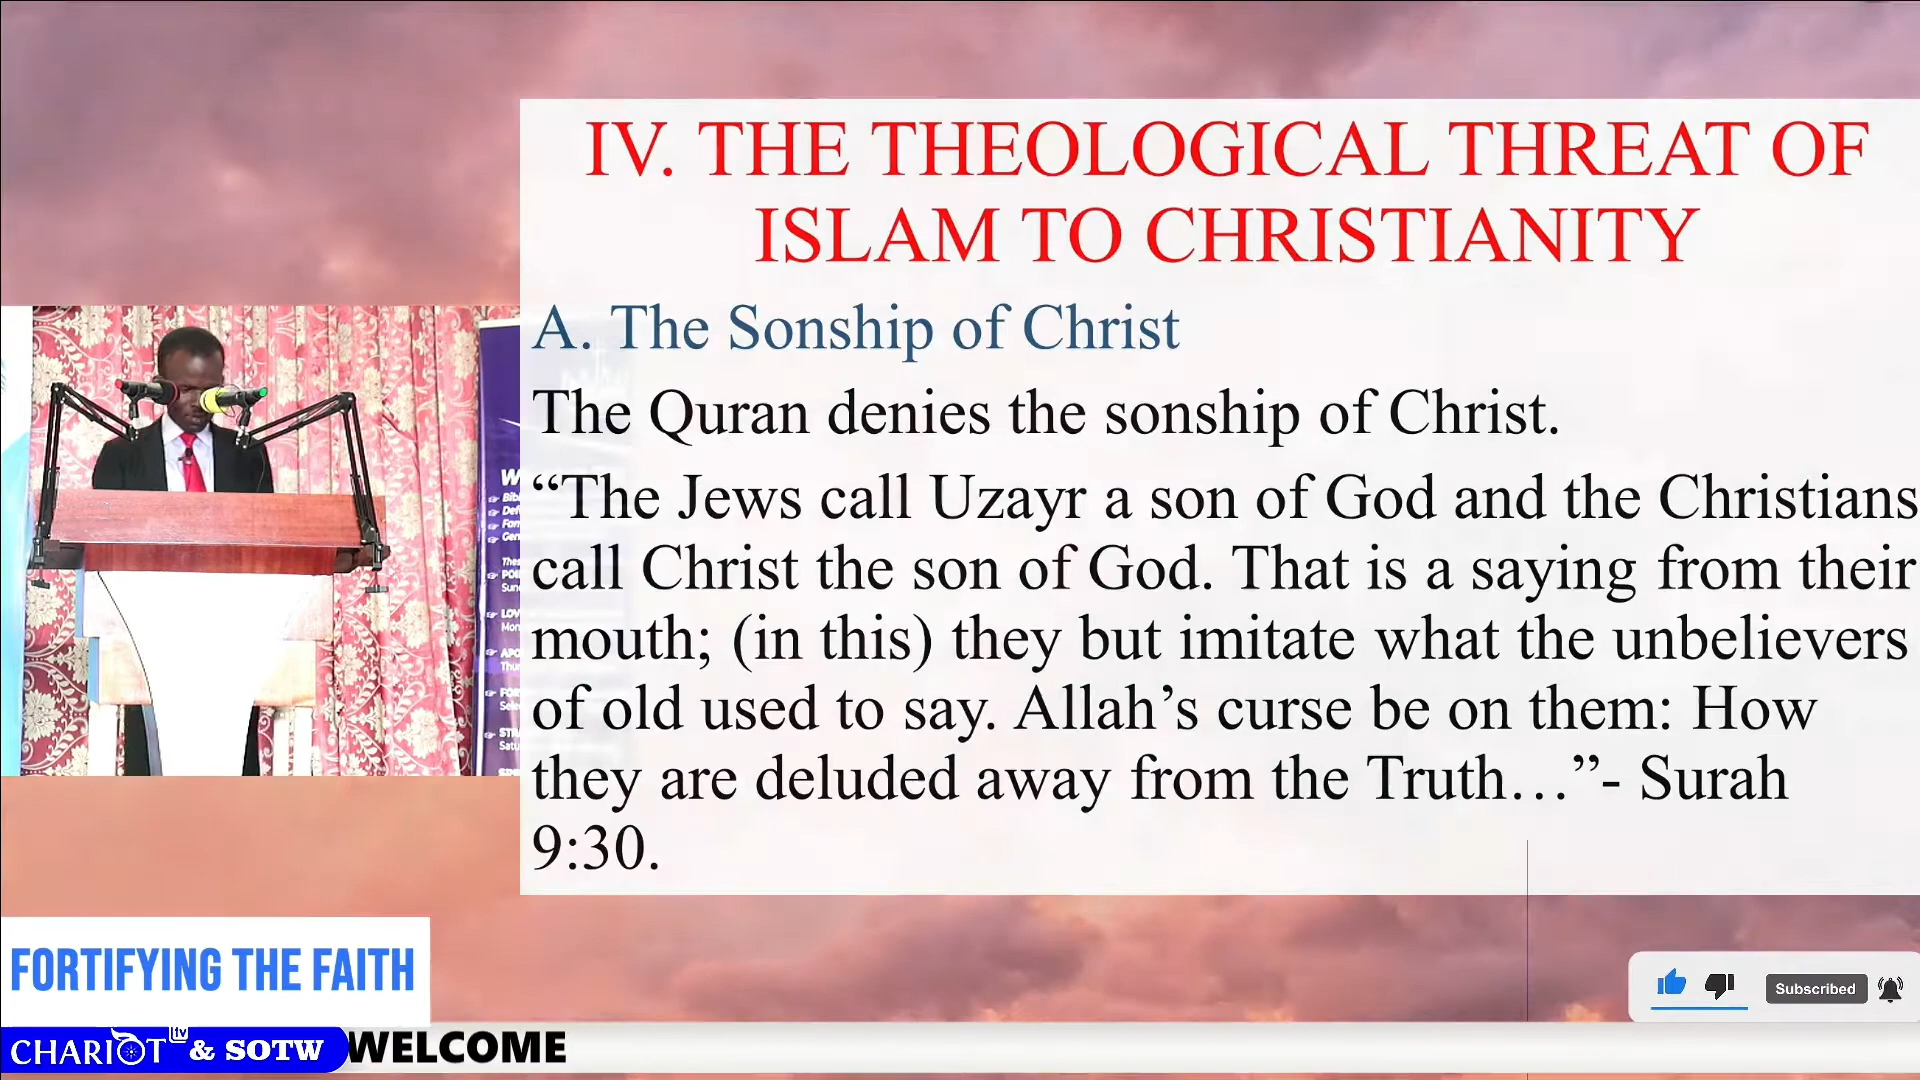 IV. THE THEOLOGICAL THREAT OF
ISLAM TO CHRISTIANITY
A. The Sonship of Christ
The Quran denies the sonship of Christ.
“The Jews call Uzayr a son of God and the Christians
call Christ the son of God. That is a saying from their
mouth; (in this) they but imitate what the unbelievers
of old used to say. Allah’s curse be on them: How
they are deluded away from the Truth…”- Surah
9:30.
FORTIFYING THE FAITH
Subscribed
CHARIOT tv & SOTW WELCOME